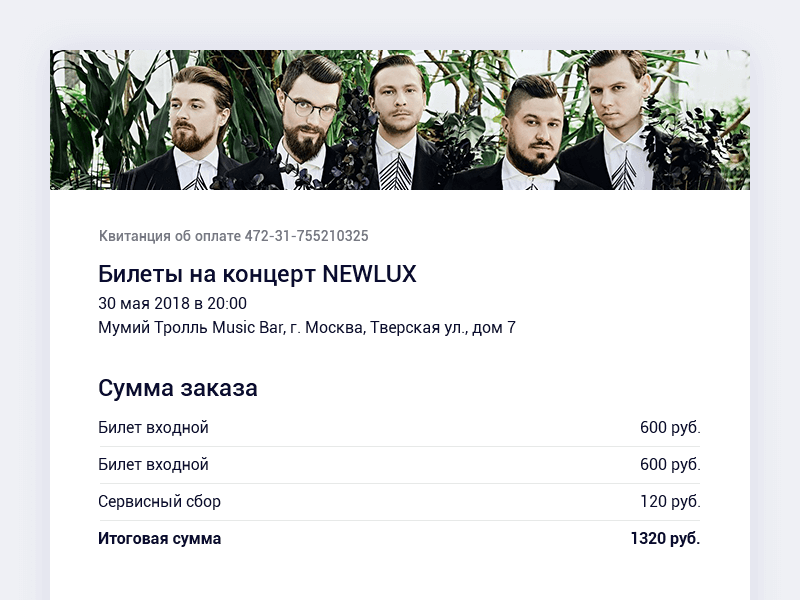 Квитанция об оплате 472-31-755210325
Билеты на концерт NEWLUX
30 мая 2018 в 20:00
Мумий Тролль Music Bar, г. Москва, Тверская ул., дом 7
Сумма заказа
Билет входной 600 руб.
Билет входной 600 руб.
Сервисный сбор 120 руб.
Итоговая сумма 1320 руб.